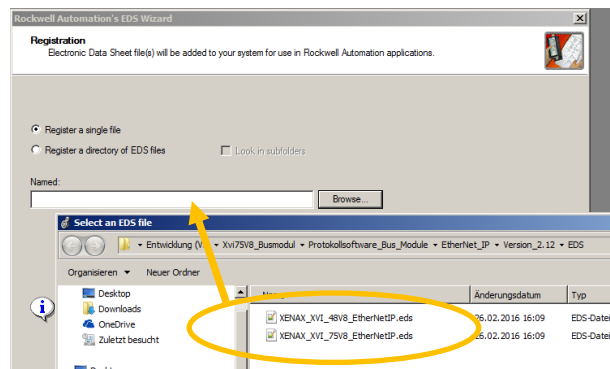 Rockwell Automation's EDS Wizard
Registration
Electronic Data Sheet file(s) will be added to your system for use in Rockwell Automation applications.
Register a single file
Register a directory of EDS files
Look in subfolders
Named:
Browse...
Select an EDS file
Entwicklung (V Xvi75V8_Busmodul Protokollsoftware_Bus_Module EtherNet_IP Version_2.12 EDS
Organisieren Neuer Ordner
Desktop
Änderungsdatum Typ
Downloads
XENAX_XVI_48V8_EtherNetIP.eds 26.02.2016 16:09 EDS-Datei
OneDrive
XENAX_XVI_75V8_EtherNetIP.eds 26.02.2016 16:09 EDS-Datei
Zuletzt besucht